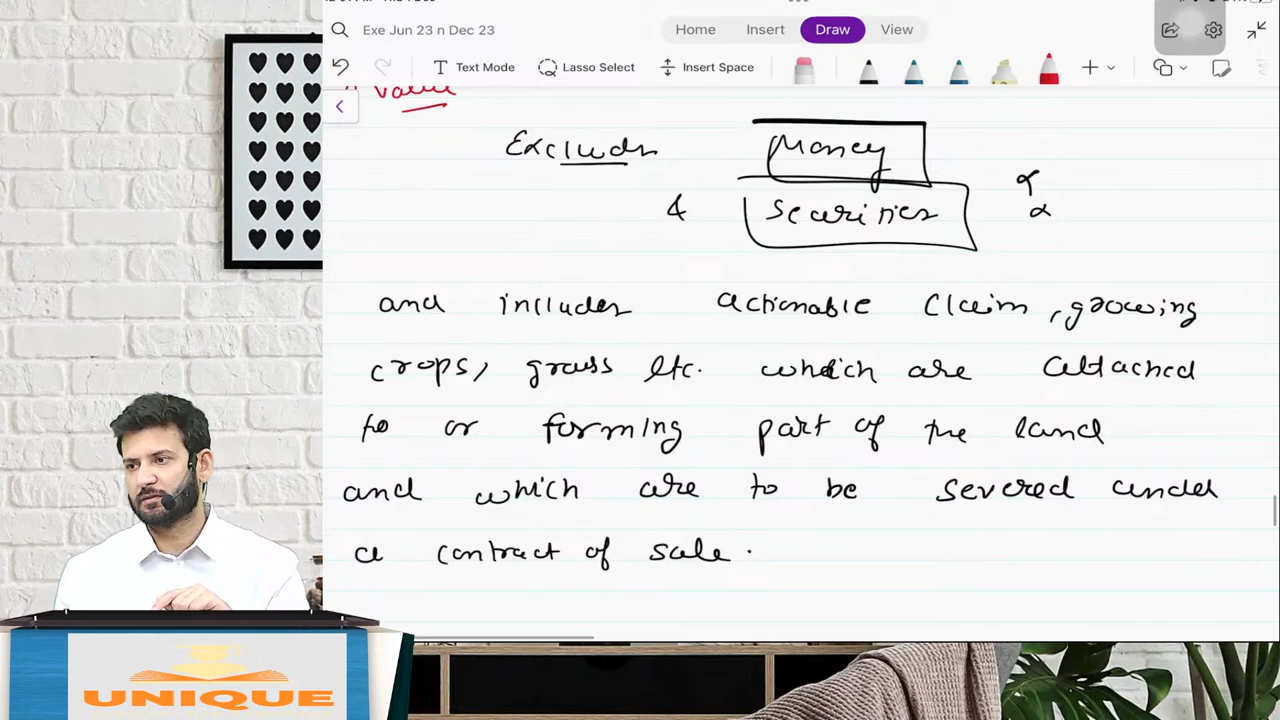 Exe Jun 23 n Dec 23
Home Insert Draw View
Text Mode Lasso Select Insert Space
value
Excludes Money
& Securities
and includes actionable claim, growing
crops, grass etc. which are attached
to or forming part of the land
and which are to be severed under
a contract of sale.
UNIQUE